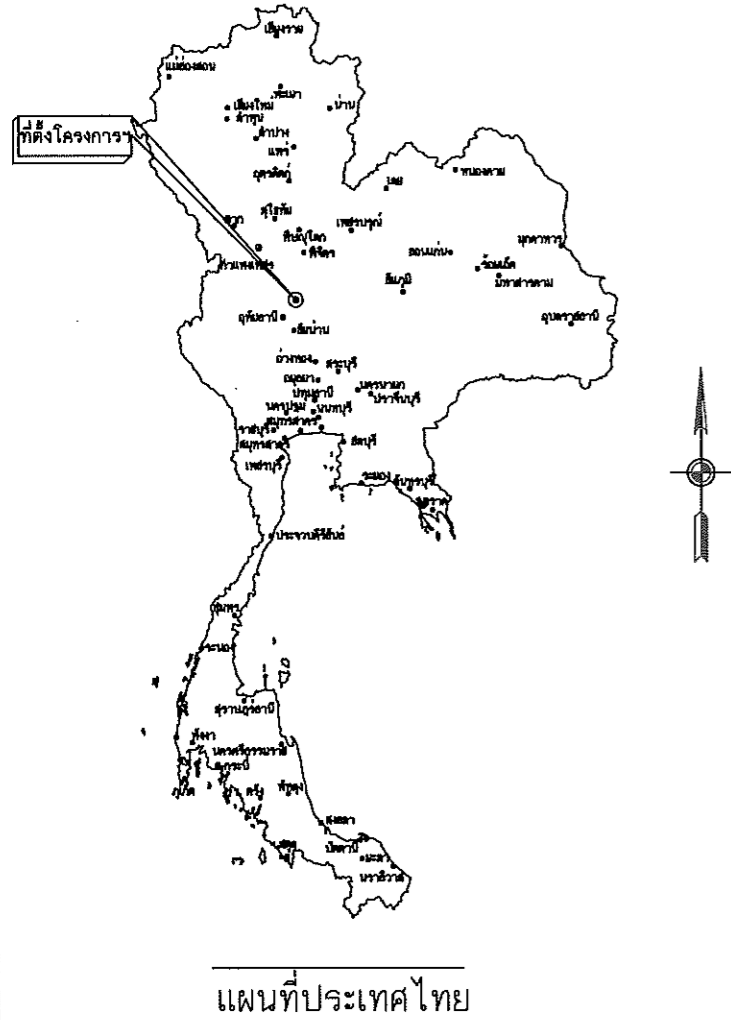 เชียงราย
แม่ฮ่องสอน
พะเยา
เชียงใหม่
น่าน
ลำพูน
ที่ตั้งโครงการฯ
ลำปาง
แพร่
อุตรดิตถ์
หนองคาย
เลย
สุโขทัย
ตาก
เพชรบูรณ์
พิษณุโลก
มุกดาหาร
พิจิตร
ขอนแก่น
ร้อยเอ็ด
กำแพงเพชร
มหาสารคาม
ชัยภูมิ
อุทัยธานี
อุบลราชธานี
ชัยนาท
อ่างทอง
สระบุรี
อยุธยา
นครนายก
ปทุมธานี
ปราจีนบุรี
นครปฐม
นนทบุรี
สมุทรสาคร
ราชบุรี
ชลบุรี
เพชรบุรี
ระยอง
จันทบุรี
ตราด
ประจวบคีรีขันธ์
ชุมพร
ระนอง
สุราษฎร์ธานี
พังงา
นครศรีธรรมราช
กระบี่
ภูเก็ต
ตรัง
พัทลุง
สงขลา
ปัตตานี
ยะลา
นราธิวาส
แผนที่ประเทศไทย